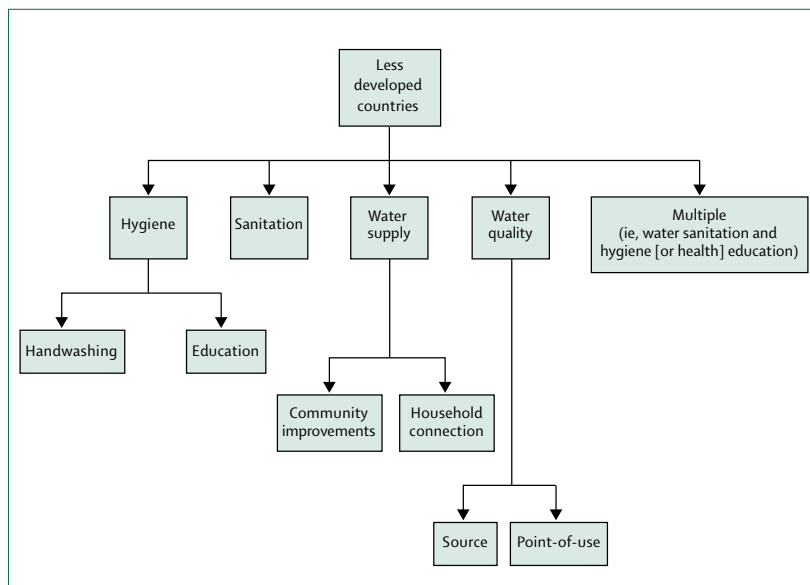 Less
developed
countries
Hygiene
Sanitation
Water
supply
Water
quality
Multiple
(ie, water sanitation and
hygiene [or health] education)
Handwashing
Education
Community
improvements
Household
connection
Source
Point-of-use